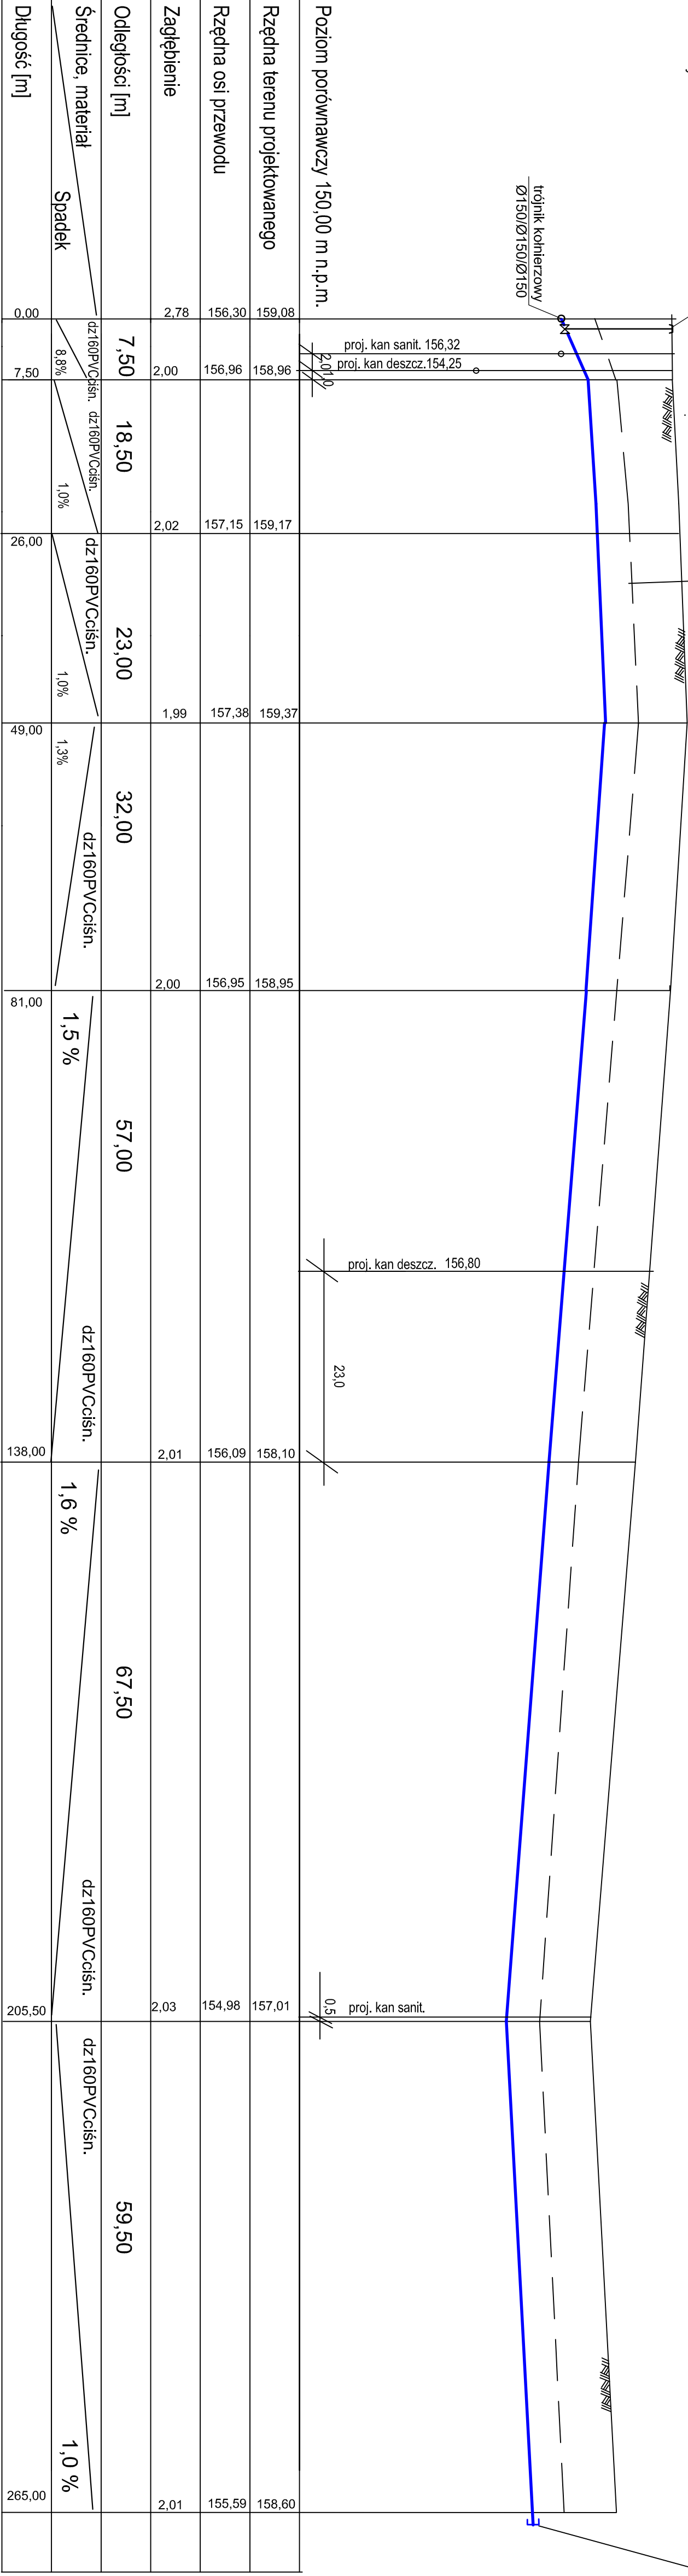 trójnik kołnierzowy
Ø150/Ø150/Ø150
proj. kan sanit. 156,32
proj. kan deszcz.154,25
2,0
1,0
proj. kan deszcz. 156,80
23,0
proj. kan sanit.
0,5
Poziom porównawczy 150,00 m n.p.m.
Rzędna terenu projektowanego
159,08
158,96
159,17
159,37
158,95
158,10
157,01
158,60
Rzędna osi przewodu
156,30
156,96
157,15
157,38
156,95
156,09
154,98
155,59
Zagłębienie
2,78
2,00
2,02
1,99
2,00
2,01
2,03
2,01
Odległości [m]
7,50
18,50
23,00
32,00
57,00
67,50
59,50
Średnice, materiał
dz160PVCciśn.
dz160PVCciśn.
dz160PVCciśn.
dz160PVCciśn.
dz160PVCciśn.
dz160PVCciśn.
dz160PVCciśn.
Spadek
8,8%
1,0%
1,0%
1,3%
1,5 %
1,6 %
1,0 %
Długość [m]
0,00
7,50
26,00
49,00
81,00
138,00
205,50
265,00